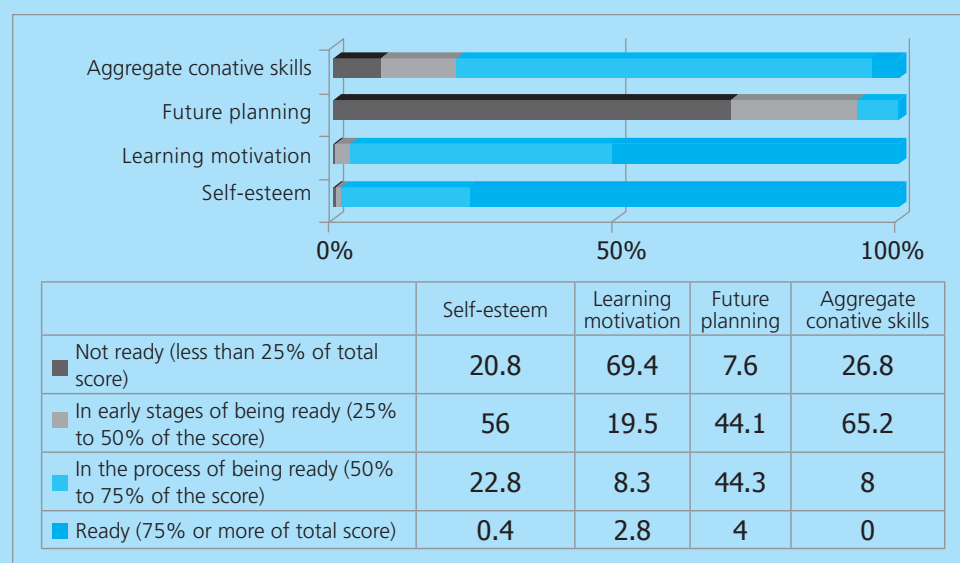 Aggregate conative skills
Future planning
Learning motivation
Self-esteem
0% 50% 100%
Self-esteem Learning motivation Future planning Aggregate conative skills
Not ready (less than 25% of total
score) 20.8 69.4 7.6 26.8
In early stages of being ready (25%
to 50% of the score) 56 19.5 44.1 65.2
In the process of being ready (50%
to 75% of the score) 22.8 8.3 44.3 8
Ready (75% or more of total score) 0.4 2.8 4 0